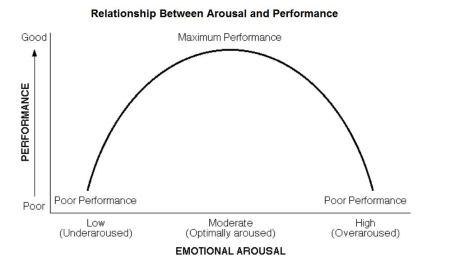 Relationship Between Arousal and Performance
Good
Maximum Performance
PERFORMANCE
Poor Performance
Poor Performance
Poor
Low
(Underaroused)
Moderate
(Optimally aroused)
High
(Overaroused)
EMOTIONAL AROUSAL